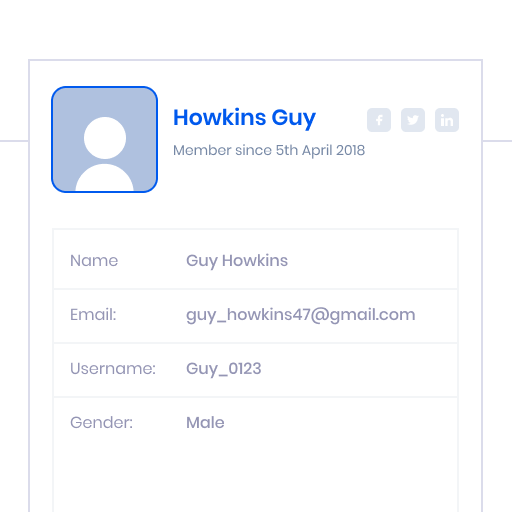 Howkins Guy
Member since 5th April 2018
Name Guy Howkins
Email: guy_howkins47@gmail.com
Username: Guy_0123
Gender: Male